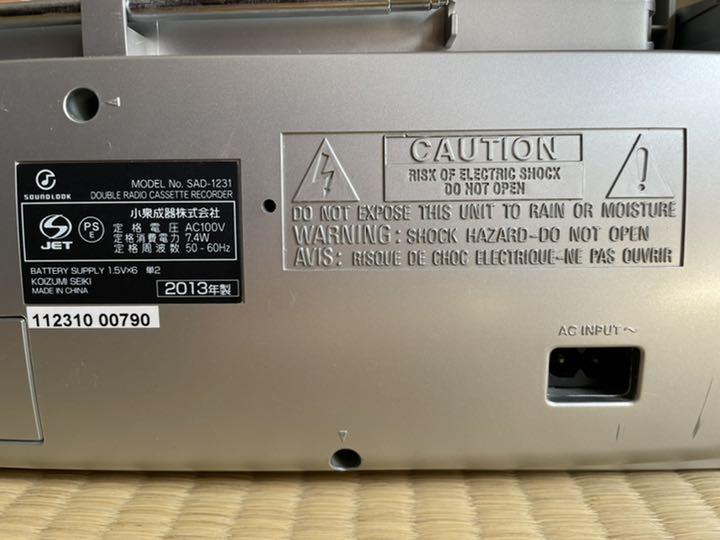 SOUNDLOOK
MODEL No. SAD-1231
DOUBLE RADIO CASSETTE RECORDER
JET
PS
E
小泉成器株式会社
定格電圧 AC100V
定格消費電力 7.4W
定格周波数 50-60Hz
BATTERY SUPPLY 1.5V×6 単2
KOIZUMI SEIKI
MADE IN CHINA
2013年製
112310 00790
CAUTION
RISK OF ELECTRIC SHOCK
DO NOT OPEN
DO NOT EXPOSE THIS UNIT TO RAIN OR MOISTURE
WARNING: SHOCK HAZARD-DO NOT OPEN
AVIS: RISQUE DE CHOC ELECTRIQUE-NE PAS OUVRIR
AC INPUT ~